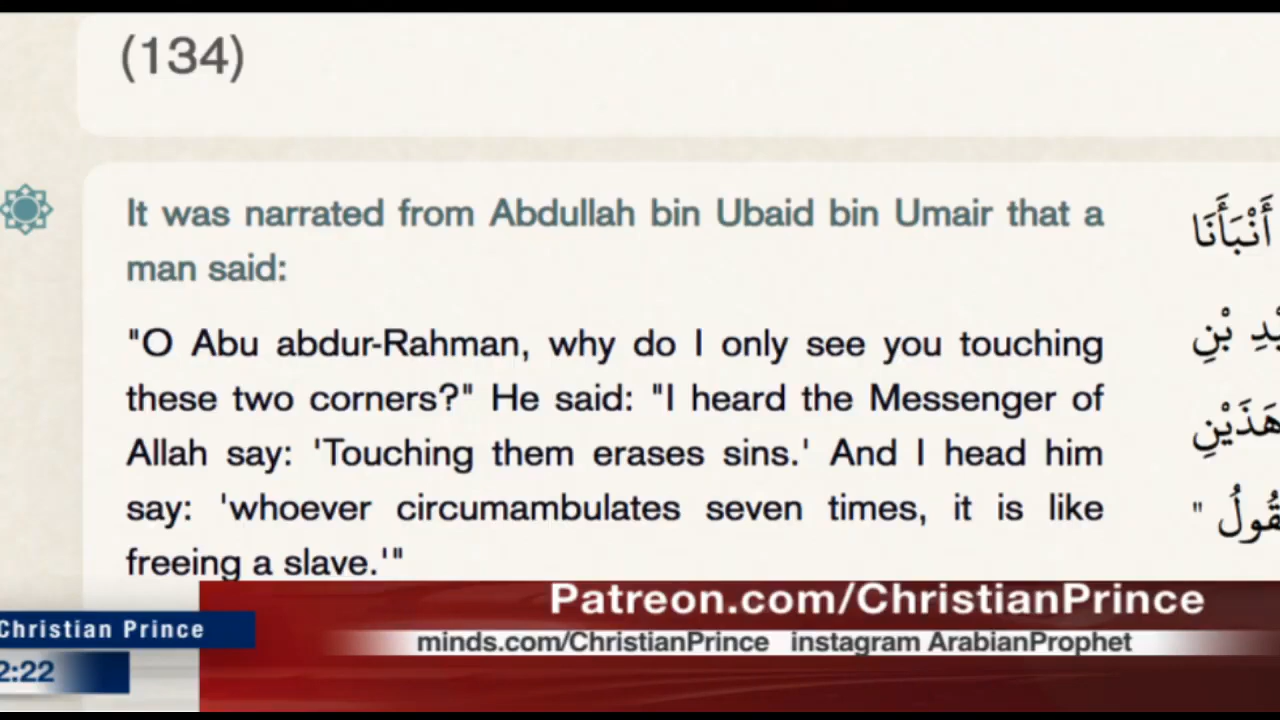 (134)
It was narrated from Abdullah bin Ubaid bin Umair that a
man said:
"O Abu abdur-Rahman, why do I only see you touching
these two corners?" He said: "I heard the Messenger of
Allah say: 'Touching them erases sins.' And I head him
say: 'whoever circumambulates seven times, it is like
freeing a slave.'"
أَنْبَأَنَا
بْنِ
هَذَيْنِ
"
Patreon.com/ChristianPrince
Christian Prince
minds.com/ChristianPrince instagram ArabianProphet
2:22